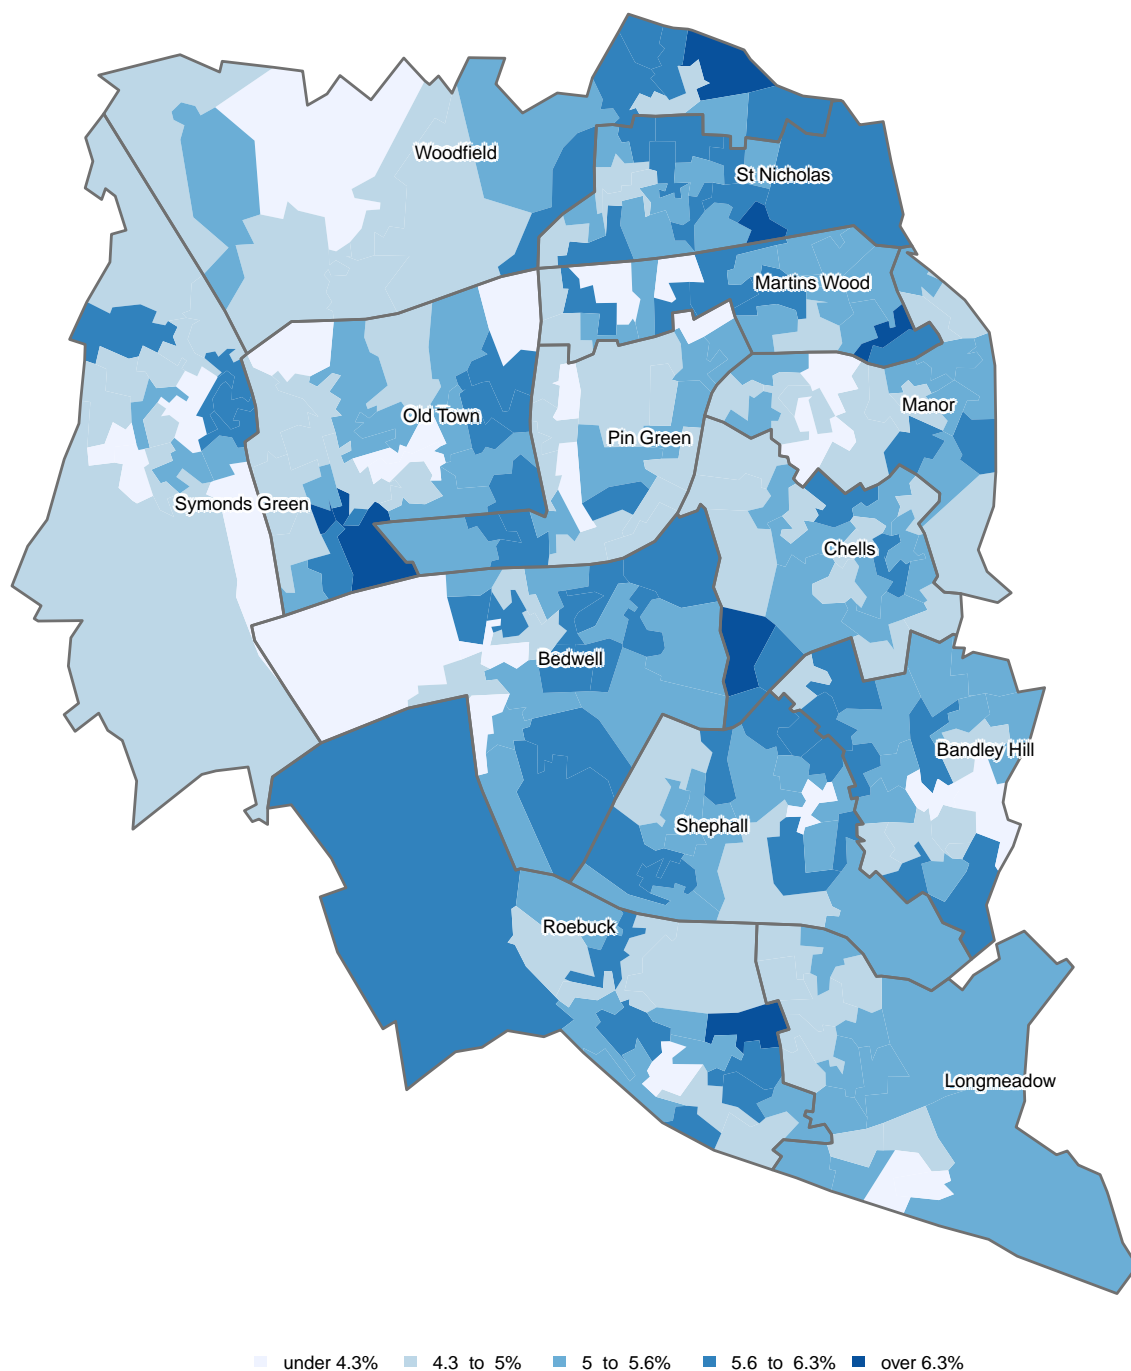 Woodfield
St Nicholas
Martins Wood
Manor
Old Town
Pin Green
Symonds Green
Chells
Bedwell
Bandley Hill
Shephall
Roebuck
Longmeadow
under 4.3% 4.3 to 5% 5 to 5.6% 5.6 to 6.3% over 6.3%